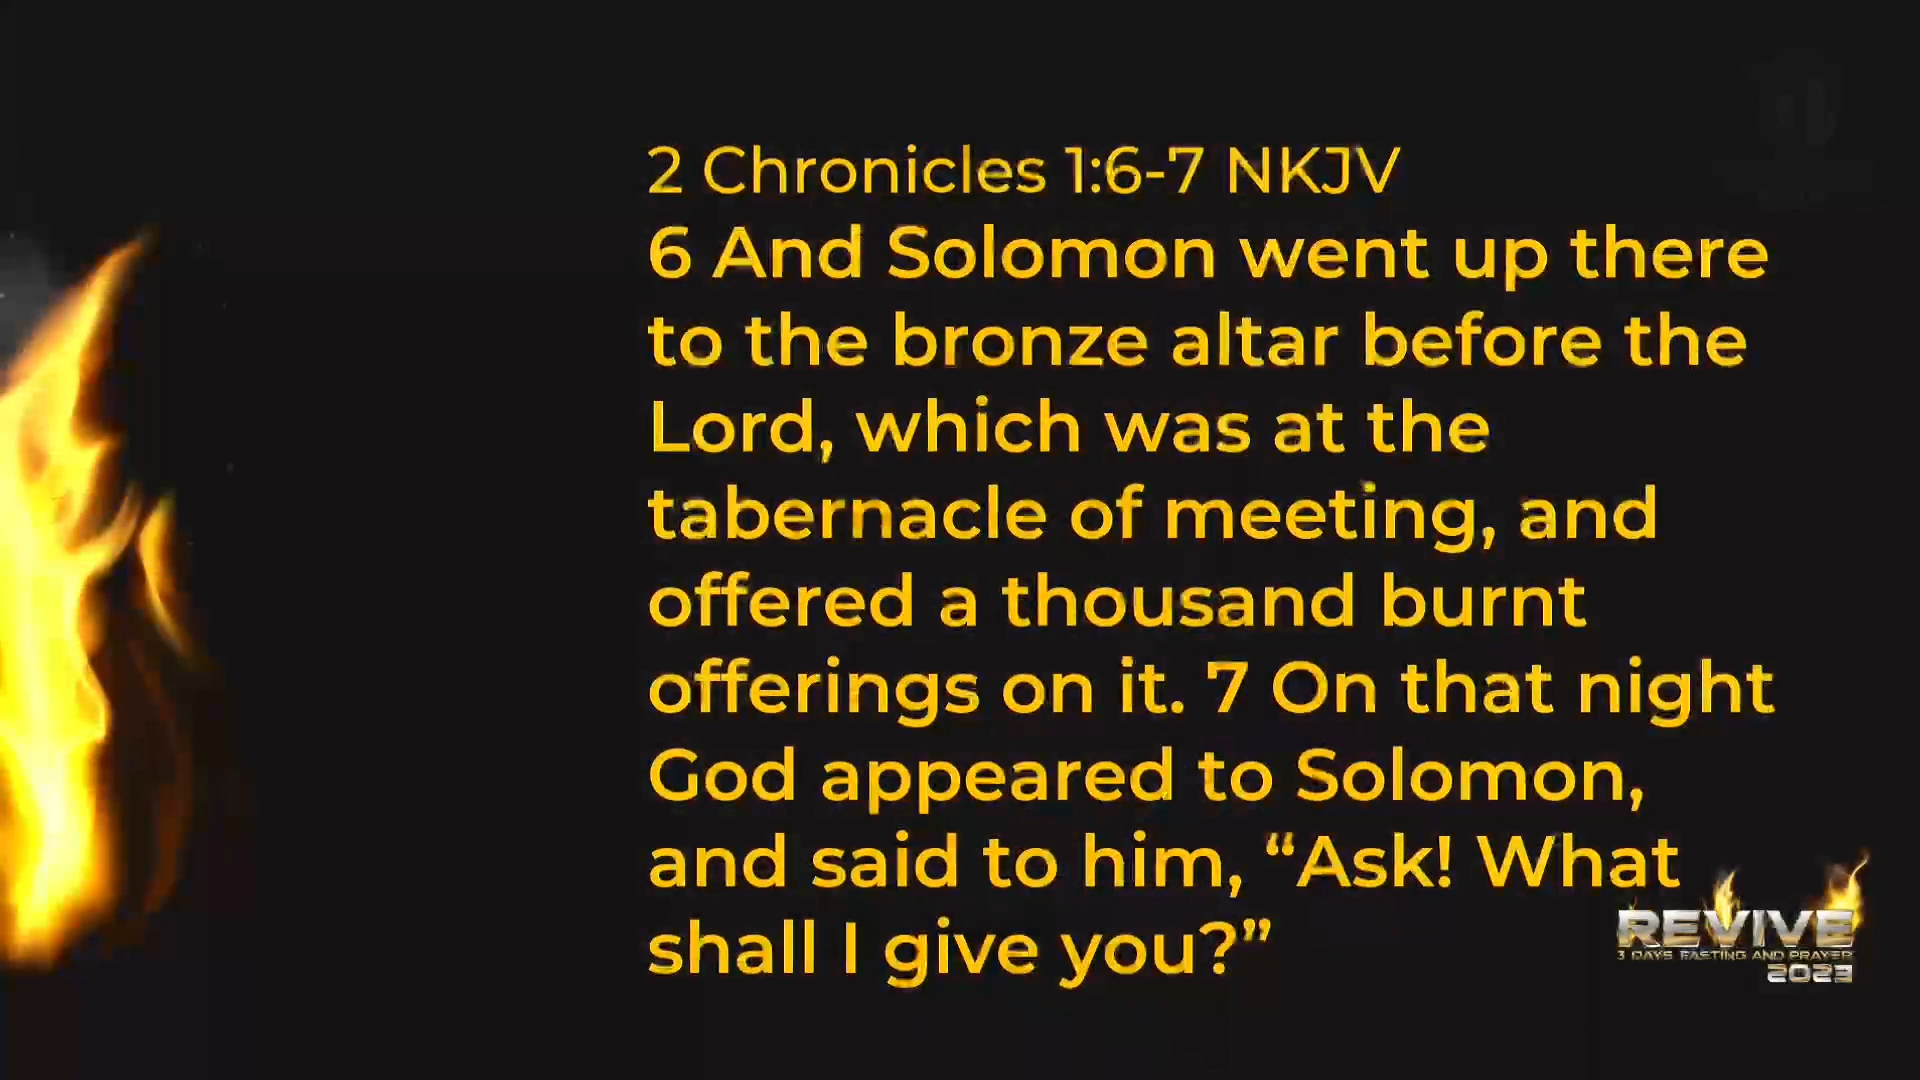 2 Chronicles 1:6-7 NKJV
6 And Solomon went up there
to the bronze altar before the
Lord, which was at the
tabernacle of meeting, and
offered a thousand burnt
offerings on it. 7 On that night
God appeared to Solomon,
and said to him, “Ask! What
shall I give you?”
REVIVE
3 DAYS FASTING AND PRAYER
2023